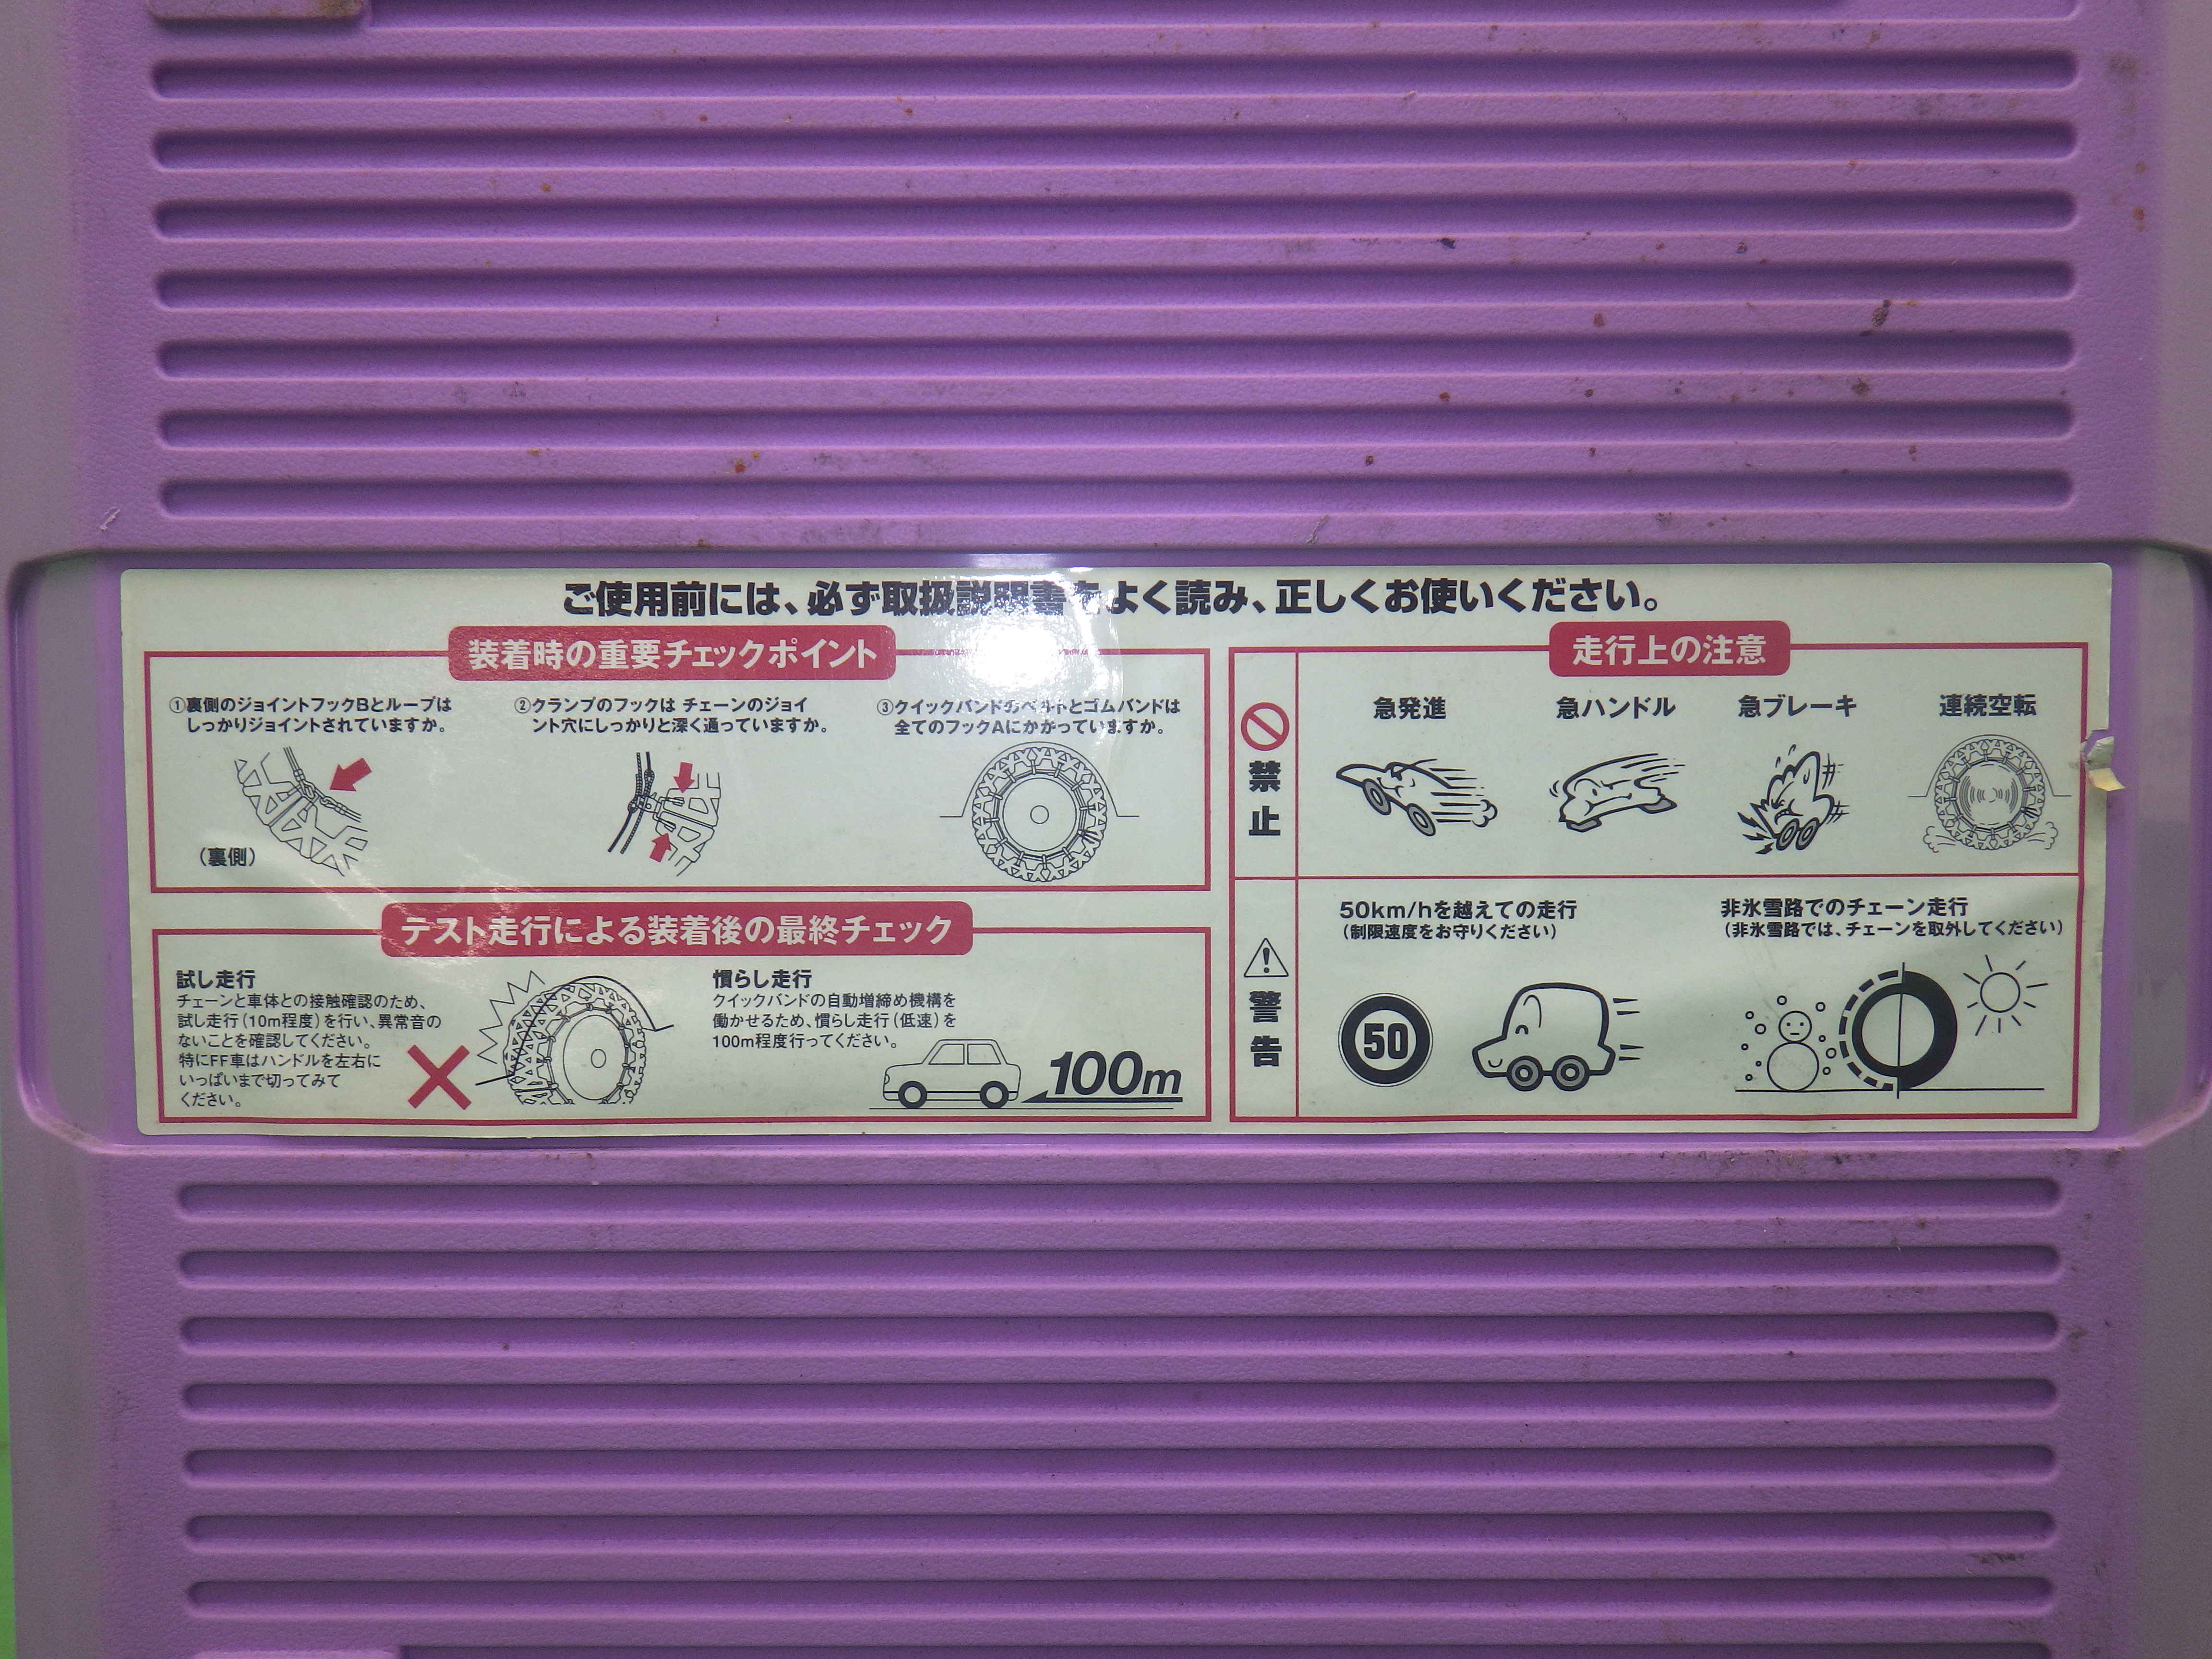 ご使用前には、必ず取扱説明書をよく読み、正しくお使いください。
装着時の重要チェックポイント
①裏側のジョイントフックBとループは
しっかりジョイントされていますか。
(裏側)
②クランプのフックは チェーンのジョイ
ント穴にしっかりと深く通っていますか。
③クイックバンドのベルトとゴムバンドは
全てのフックAにかかっていますか。
テスト走行による装着後の最終チェック
試し走行
チェーンと車体との接触確認のため、
試し走行(10m程度)を行い、異常音の
ないことを確認してください。
特にFF車はハンドルを左右に
いっぱいまで切ってみて
ください。
慣らし走行
クイックバンドの自動増締め機構を
働かせるため、慣らし走行(低速)を
100m程度行ってください。
100m
走行上の注意
禁止
急発進
急ハンドル
急ブレーキ
連続空転
警告
50km/hを越えての走行
(制限速度をお守りください)
50
非氷雪路でのチェーン走行
(非氷雪路では、チェーンを取外してください)